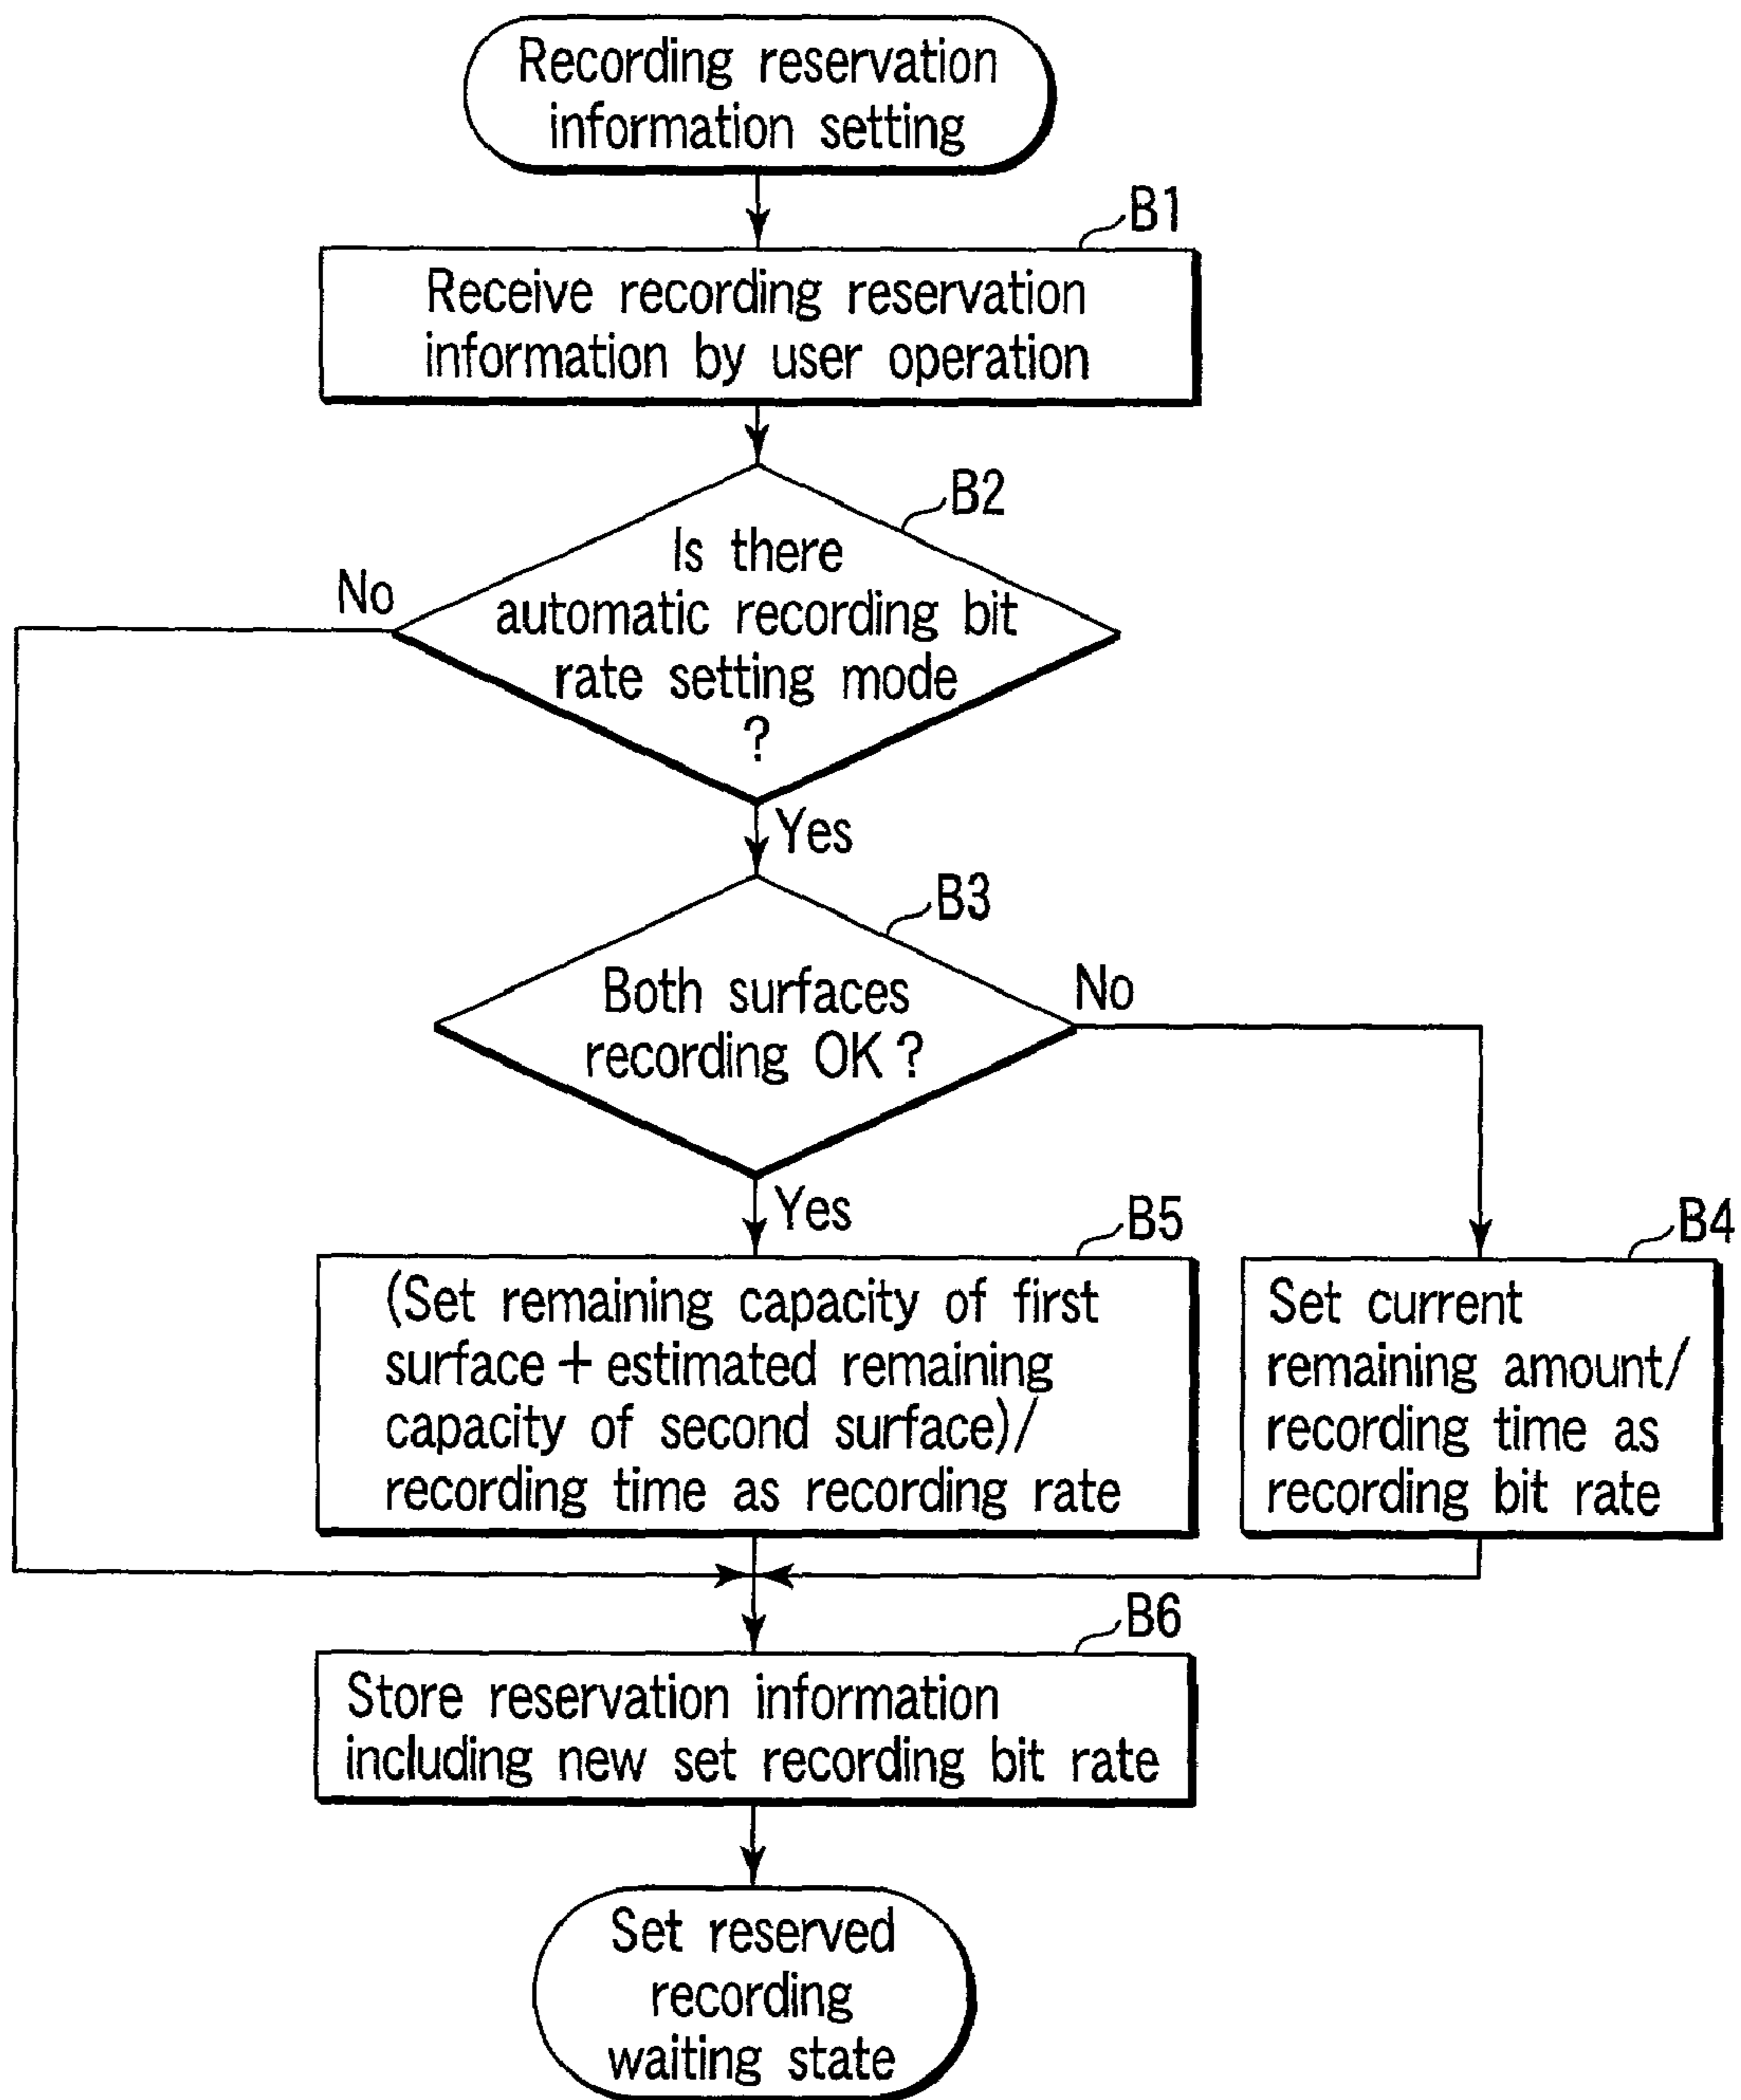 Recording reservation
information setting
B1
Receive recording reservation
information by user operation
B2
Is there
automatic recording bit
rate setting mode
?
No
Yes
B3
Both surfaces
recording OK ?
No
Yes
B5
(Set remaining capacity of first
surface + estimated remaining
capacity of second surface)/
recording time as recording rate
B4
Set current
remaining amount/
recording time as
recording bit rate
B6
Store reservation information
including new set recording bit rate
Set reserved
recording
waiting state